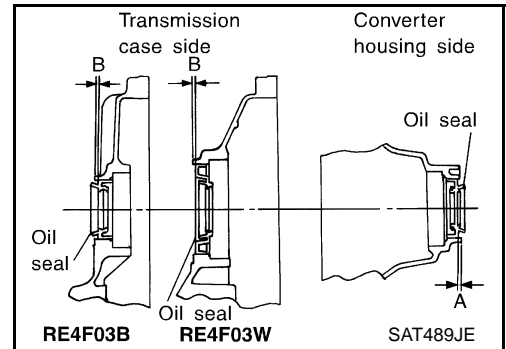 Transmission
case side
Converter
housing side
B
B
Oil seal
Oil
seal
Oil seal
A
RE4F03B
RE4F03W
SAT489JE